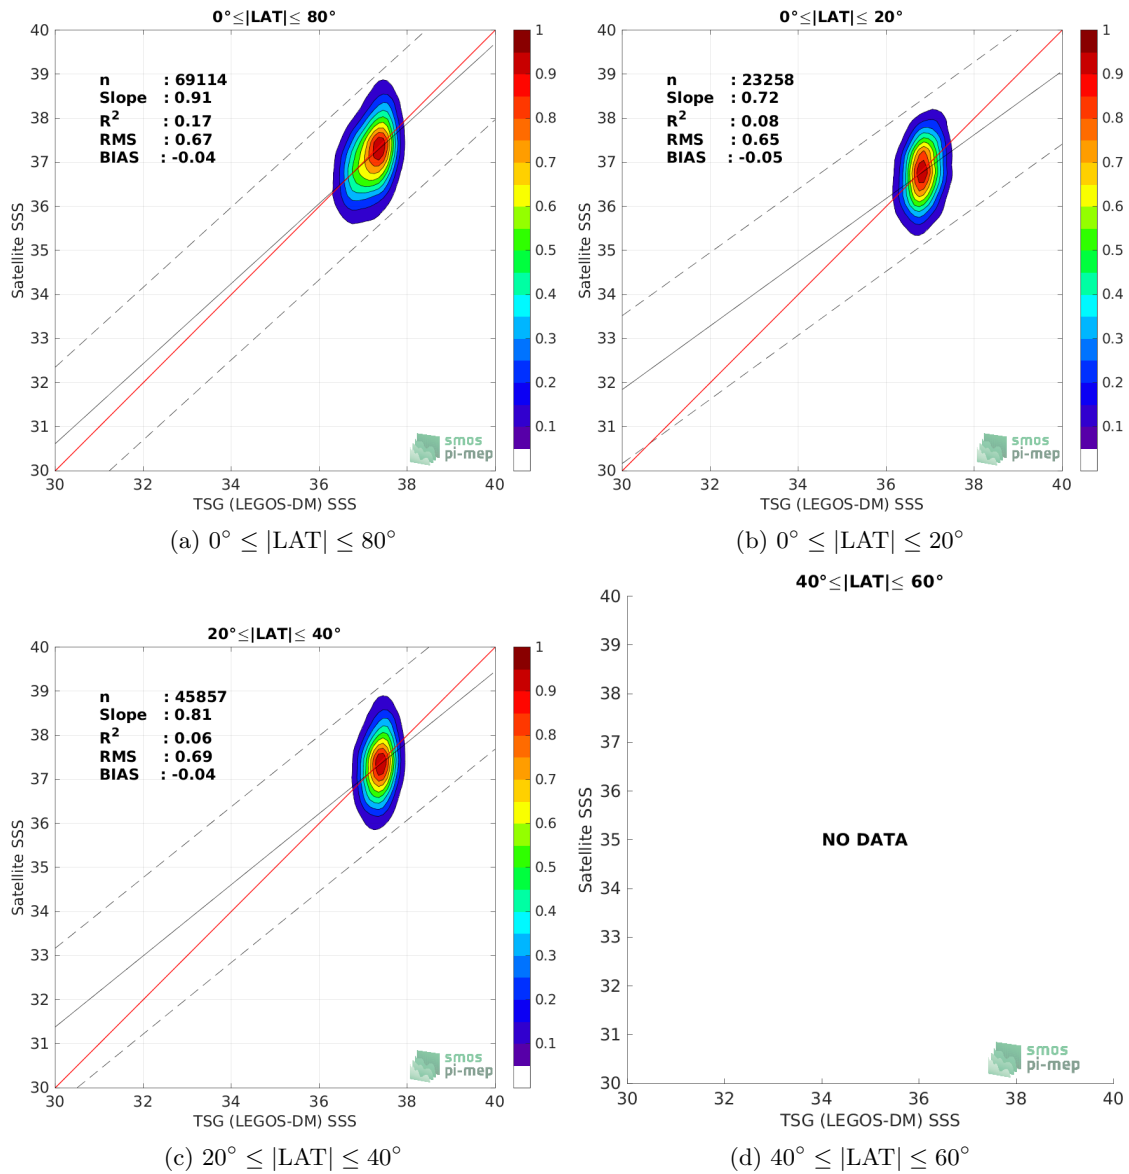 0°≤|LAT|≤ 80°
40
39
38
37
36
35
34
33
32
31
30
30 32 34 36 38 40
Satellite SSS
TSG (LEGOS-DM) SSS
n : 69114
Slope : 0.91
R² : 0.17
RMS : 0.67
BIAS : -0.04
1
0.9
0.8
0.7
0.6
0.5
0.4
0.3
0.2
0.1
smos
pi-mep
(a) 0° ≤ |LAT| ≤ 80°
0°≤|LAT|≤ 20°
40
39
38
37
36
35
34
33
32
31
30
30 32 34 36 38 40
Satellite SSS
TSG (LEGOS-DM) SSS
n : 23258
Slope : 0.72
R² : 0.08
RMS : 0.65
BIAS : -0.05
1
0.9
0.8
0.7
0.6
0.5
0.4
0.3
0.2
0.1
smos
pi-mep
(b) 0° ≤ |LAT| ≤ 20°
20°≤|LAT|≤ 40°
40
39
38
37
36
35
34
33
32
31
30
30 32 34 36 38 40
Satellite SSS
TSG (LEGOS-DM) SSS
n : 45857
Slope : 0.81
R² : 0.06
RMS : 0.69
BIAS : -0.04
1
0.9
0.8
0.7
0.6
0.5
0.4
0.3
0.2
0.1
smos
pi-mep
(c) 20° ≤ |LAT| ≤ 40°
40°≤|LAT|≤ 60°
40
39
38
37
36
35
34
33
32
31
30
30 32 34 36 38 40
Satellite SSS
TSG (LEGOS-DM) SSS
NO DATA
smos
pi-mep
(d) 40° ≤ |LAT| ≤ 60°